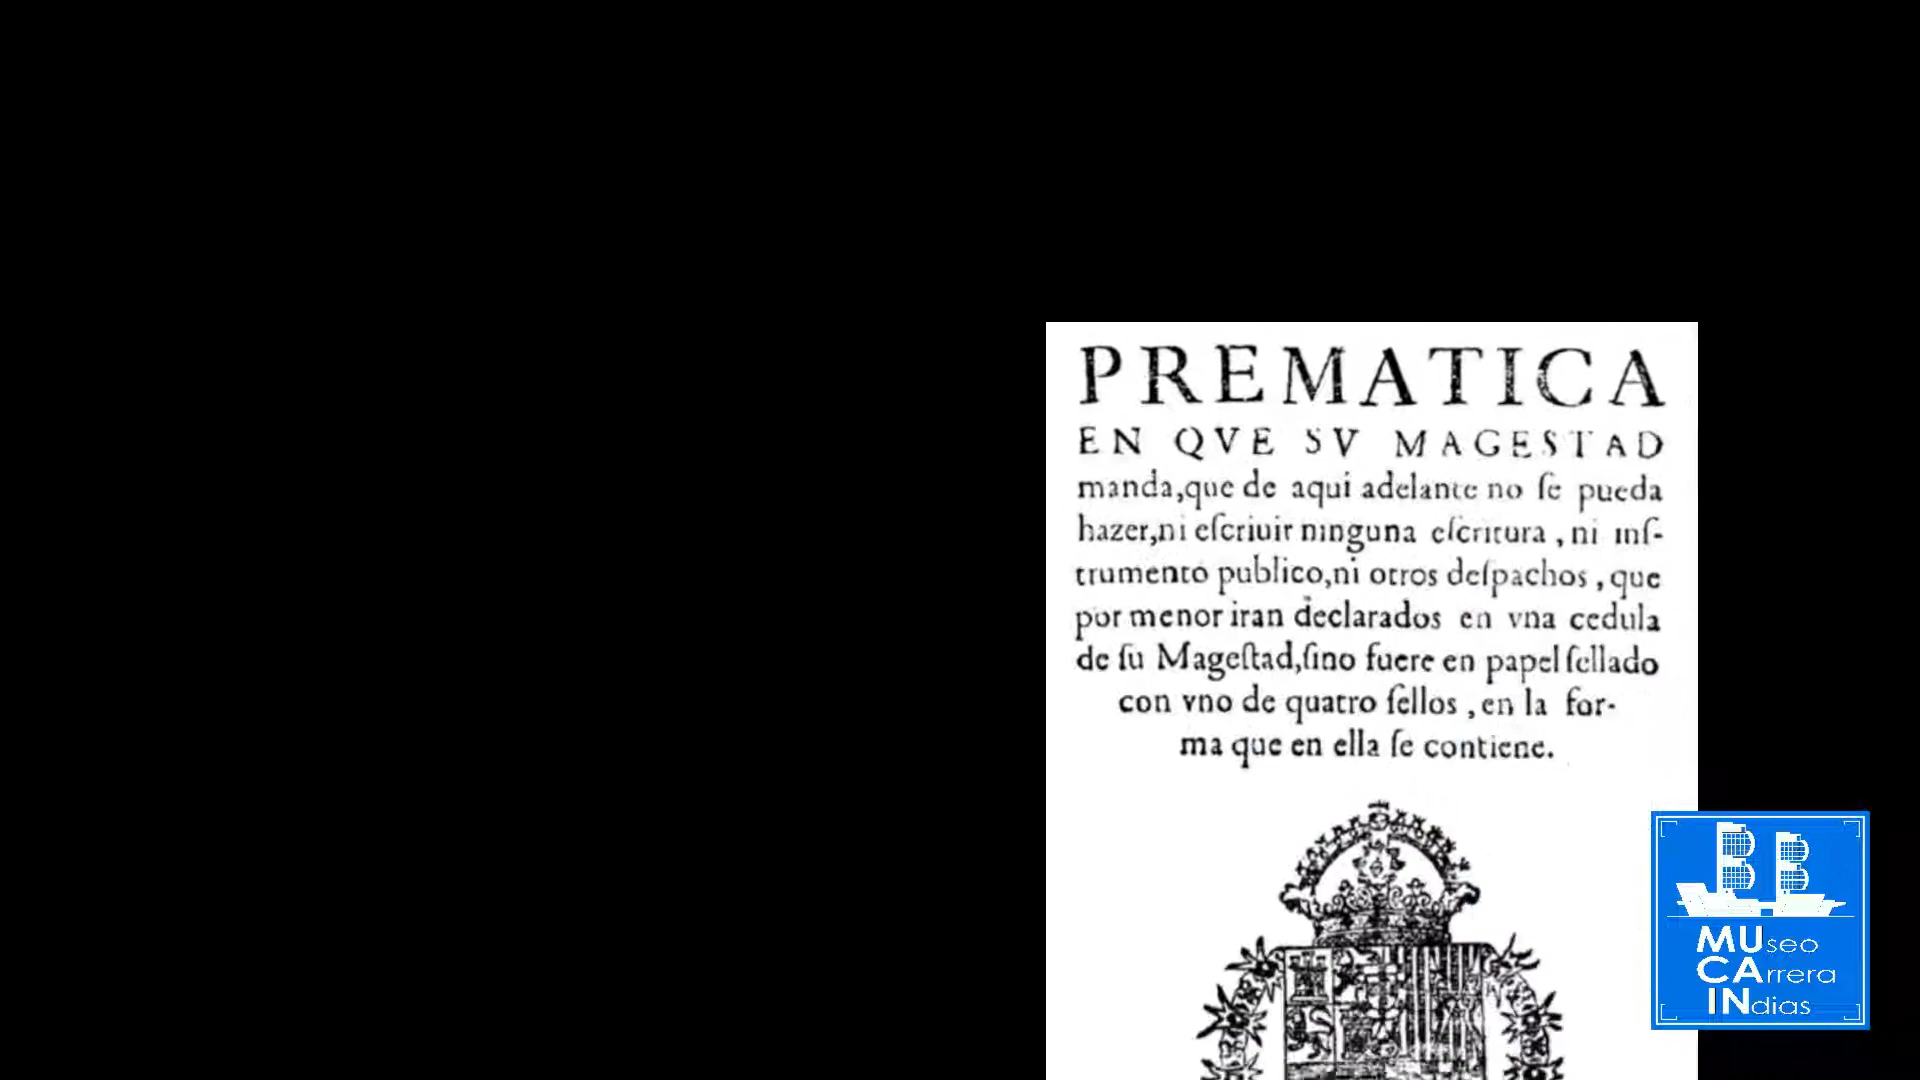 PREMATICA
EN QVE SV MAGESTAD
manda,que de aqui adelante no ſe pueda
hazer,ni eſcriuir ninguna eſcritura, ni inſ-
trumento publico,ni otros deſpachos, que
por menor iran declarados en vna cedula
de ſu Mageſtad,ſino fuere en papel ſellado
con vno de quatro ſellos, en la for-
ma que en ella ſe contiene.
MUseo
CArrera
INdias